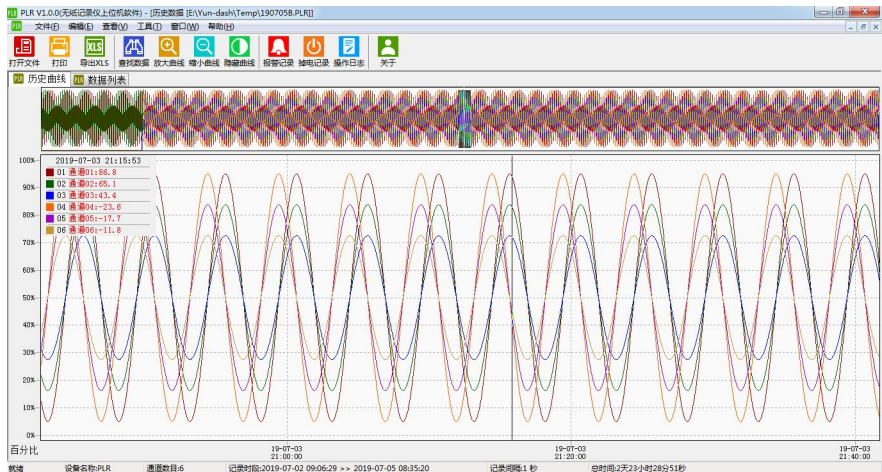 PLR V1.0.0(无纸记录仪上位机软件) - [历史数据 [E:\Yun-dash\Temp\190705B.PLR]]
文件(F) 编辑(E) 查看(V) 工具(T) 窗口(W) 帮助(H)
打开文件 打印 导出XLS 查找数据 放大曲线 缩小曲线 隐藏曲线 报警记录 掉电记录 操作日志 关于
历史曲线 数据列表
100% 2019-07-03 21:15:53
01 通道01:86.8
90%
02 通道02:65.1
03 通道03:43.4
80%
04 通道04:-23.6
05 通道05:-17.7
06 通道06:-11.8
70%
60%
50%
40%
30%
20%
10%
0%
百分比 19-07-03 19-07-03 19-07-03
21:00:00 21:20:00 21:40:00
就绪 设备名称:PLR 通道数目:6 记录时段:2019-07-02 09:06:29 >> 2019-07-05 08:35:20 记录间隔:1 秒 总时间:2天23小时28分51秒